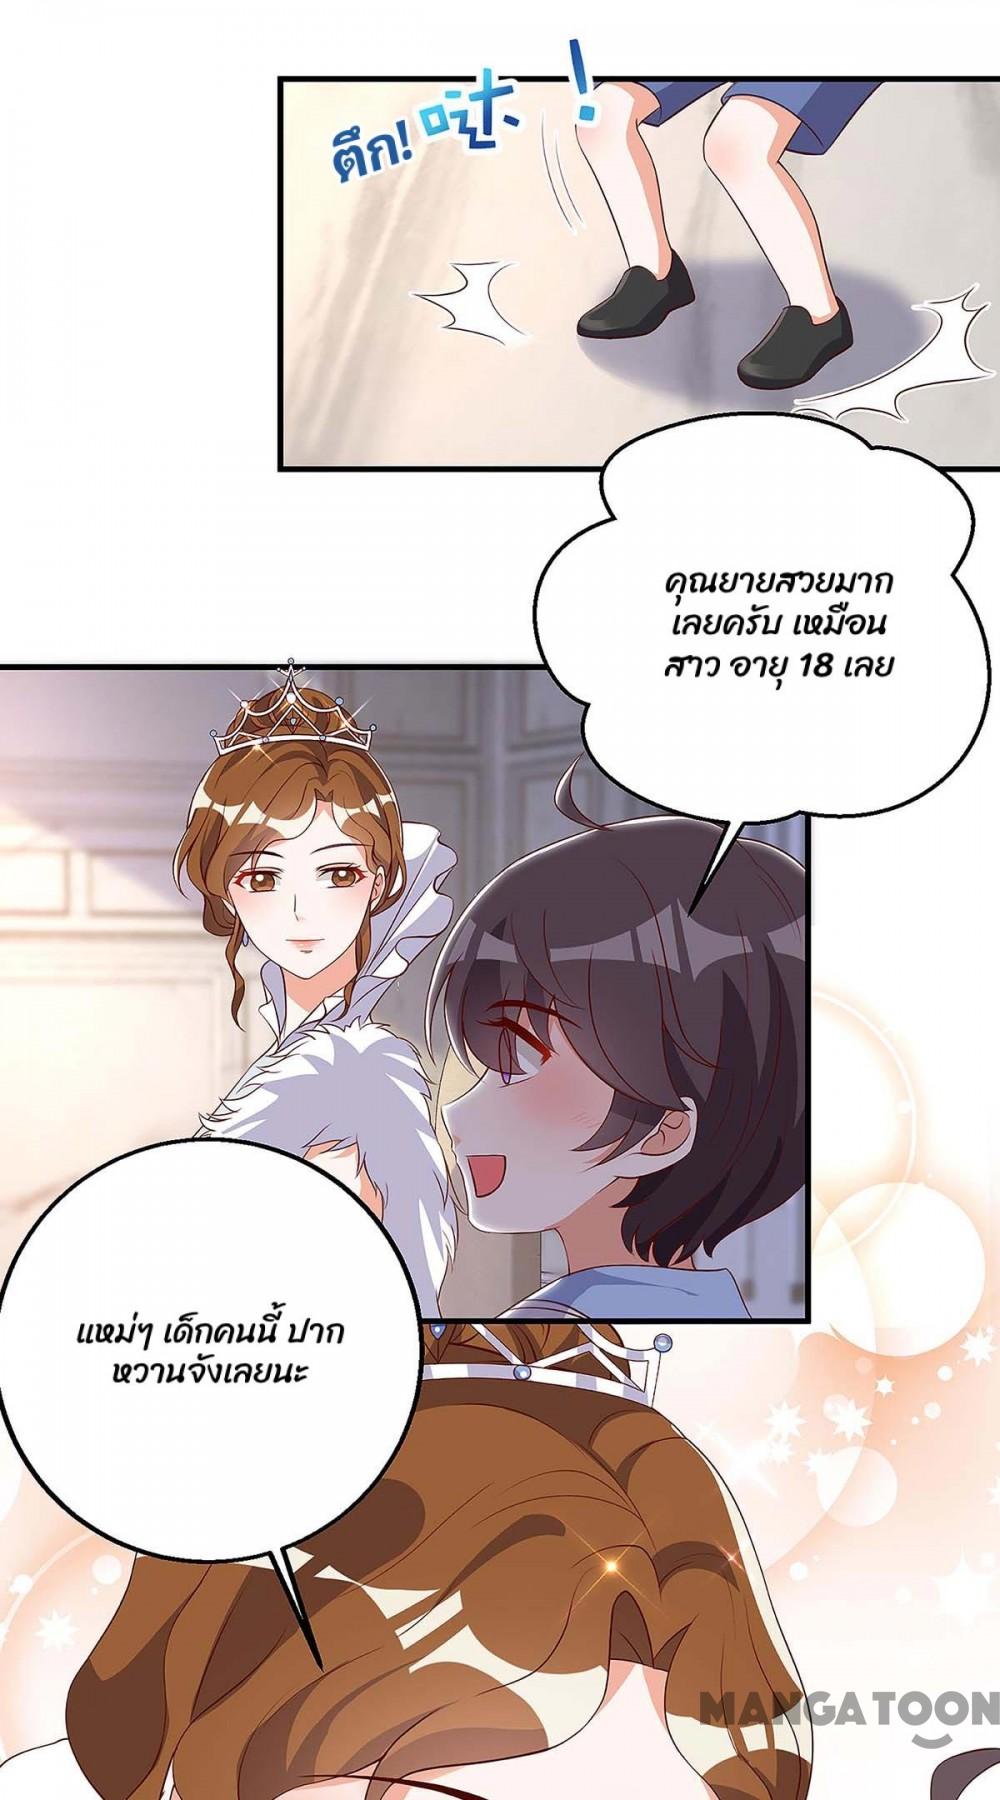 ตึก! 哒!
คุณยายสวยมาก
เลยครับ เหมือน
สาว อายุ 18 เลย
แหม่ๆ เด็กคนนี้ ปาก
หวานจังเลยนะ
MANGATOON